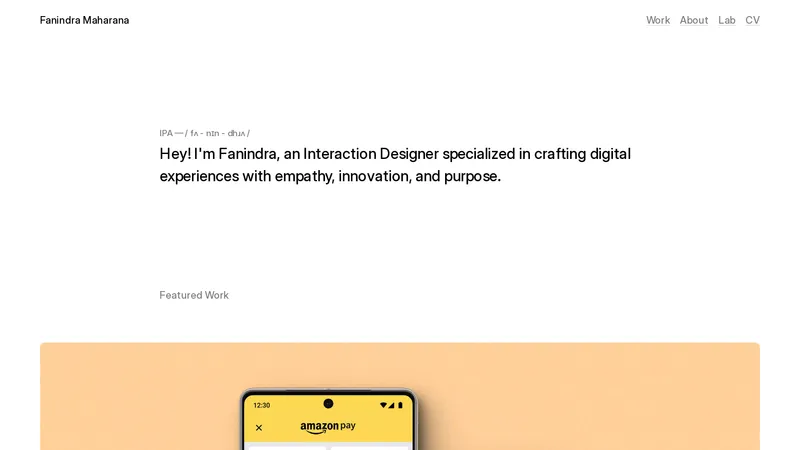 Fanindra Maharana
Work About Lab CV
IPA — / fʌ - nɪn - dhɹʌ /
Hey! I'm Fanindra, an Interaction Designer specialized in crafting digital
experiences with empathy, innovation, and purpose.
Featured Work
12:30
amazon pay